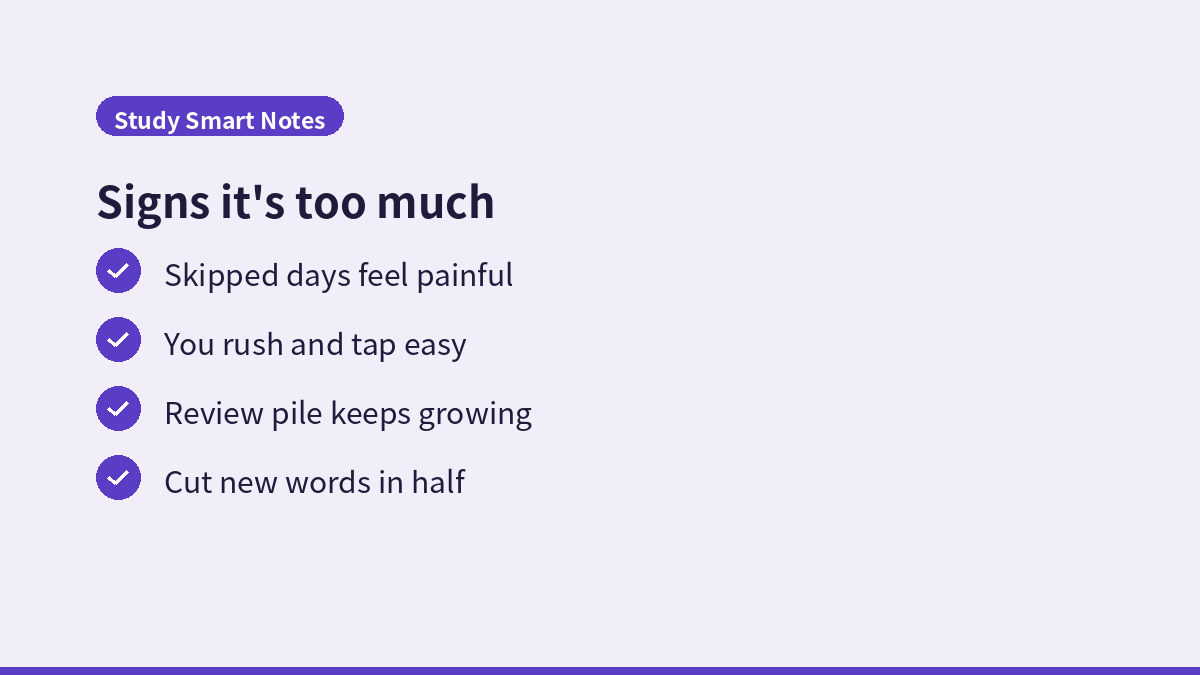 Study Smart Notes
Signs it's too much
Skipped days feel painful
You rush and tap easy
Review pile keeps growing
Cut new words in half